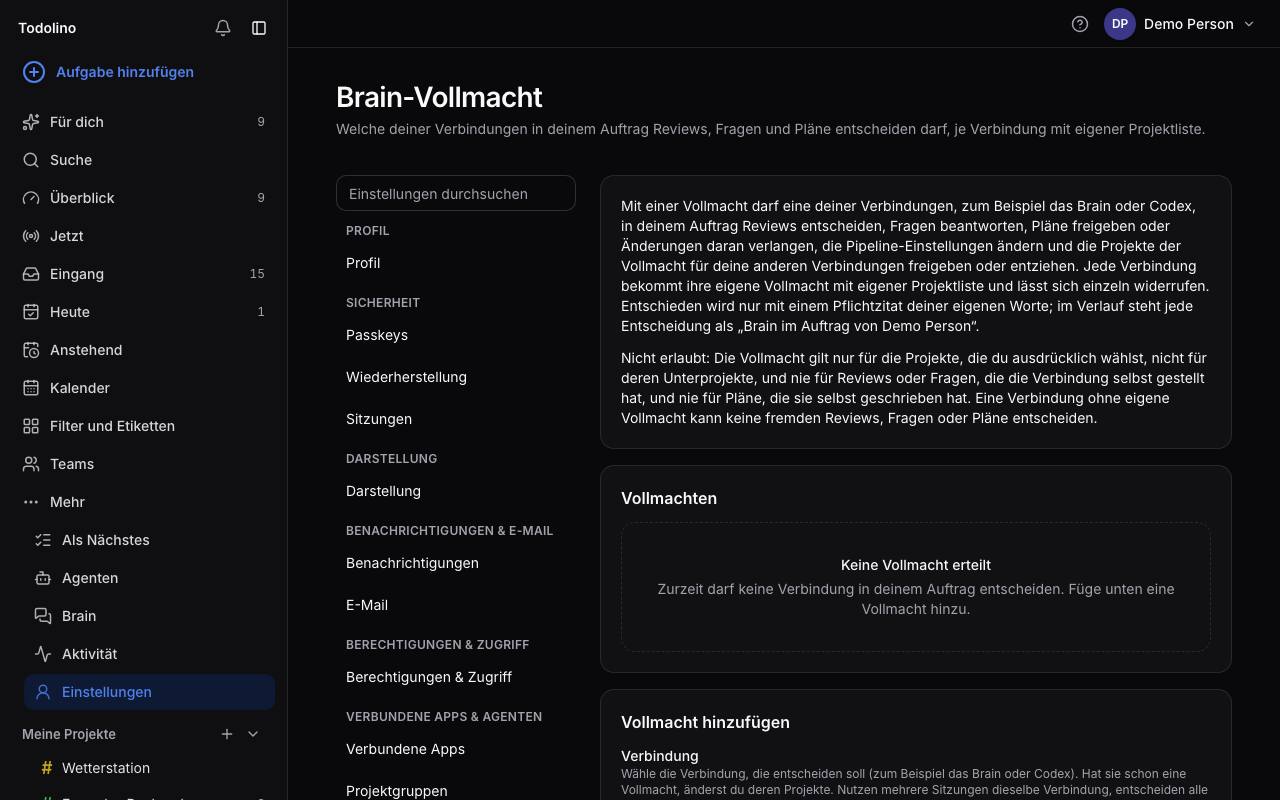 Todolino
Aufgabe hinzufügen
Für dich 9
Suche
Überblick 9
Jetzt
Eingang 15
Heute 1
Anstehend
Kalender
Filter und Etiketten
Teams
Mehr
Als Nächstes
Agenten
Brain
Aktivität
Einstellungen
Meine Projekte
# Wetterstation
DP Demo Person
Brain-Vollmacht
Welche deiner Verbindungen in deinem Auftrag Reviews, Fragen und Pläne entscheiden darf, je Verbindung mit eigener Projektliste.
Einstellungen durchsuchen
PROFIL
Profil
SICHERHEIT
Passkeys
Wiederherstellung
Sitzungen
DARSTELLUNG
Darstellung
BENACHRICHTIGUNGEN & E-MAIL
Benachrichtigungen
E-Mail
BERECHTIGUNGEN & ZUGRIFF
Berechtigungen & Zugriff
VERBUNDENE APPS & AGENTEN
Verbundene Apps
Projektgruppen
Mit einer Vollmacht darf eine deiner Verbindungen, zum Beispiel das Brain oder Codex,
in deinem Auftrag Reviews entscheiden, Fragen beantworten, Pläne freigeben oder
Änderungen daran verlangen, die Pipeline-Einstellungen ändern und die Projekte der
Vollmacht für deine anderen Verbindungen freigeben oder entziehen. Jede Verbindung
bekommt ihre eigene Vollmacht mit eigener Projektliste und lässt sich einzeln widerrufen.
Entschieden wird nur mit einem Pflichtzitat deiner eigenen Worte; im Verlauf steht jede
Entscheidung als „Brain im Auftrag von Demo Person“.
Nicht erlaubt: Die Vollmacht gilt nur für die Projekte, die du ausdrücklich wählst, nicht für
deren Unterprojekte, und nie für Reviews oder Fragen, die die Verbindung selbst gestellt
hat, und nie für Pläne, die sie selbst geschrieben hat. Eine Verbindung ohne eigene
Vollmacht kann keine fremden Reviews, Fragen oder Pläne entscheiden.
Vollmachten
Keine Vollmacht erteilt
Zurzeit darf keine Verbindung in deinem Auftrag entscheiden. Füge unten eine
Vollmacht hinzu.
Vollmacht hinzufügen
Verbindung
Wähle die Verbindung, die entscheiden soll (zum Beispiel das Brain oder Codex). Hat sie schon eine
Vollmacht, änderst du deren Projekte. Nutzen mehrere Sitzungen dieselbe Verbindung, entscheiden alle